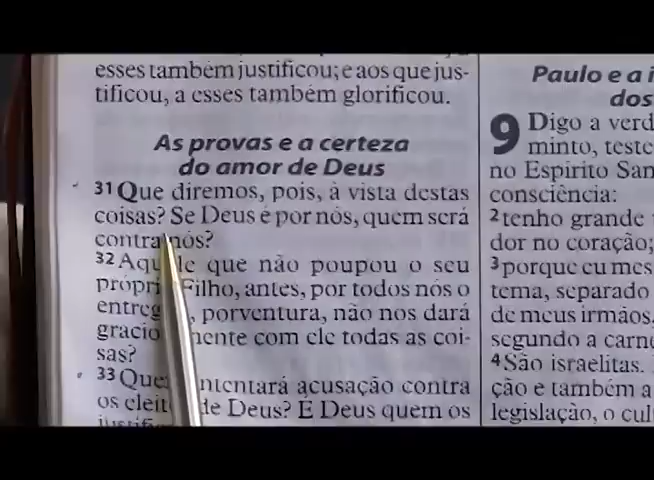 esses também justificou; e aos que jus-
tificou, a esses também glorificou.
As provas e a certeza
do amor de Deus
31 Que diremos, pois, à vista destas
coisas? Se Deus é por nós, quem será
contra nós?
32 Aqu le que não poupou o seu
própri Filho, antes, por todos nós o
entreg , porventura, não nos dará
gracio mente com ele todas as coi-
sas?
33 Que ntentará acusação contra
os eleit de Deus? É Deus quem os
Paulo e a i
dos
9 Digo a verd
minto, teste
no Espírito San
consciência:
2 tenho grande
dor no coração;
3 porque eu mes
tema, separado
de meus irmãos,
segundo a carne
4 São israelitas.
ção e também a
legislação, o cul